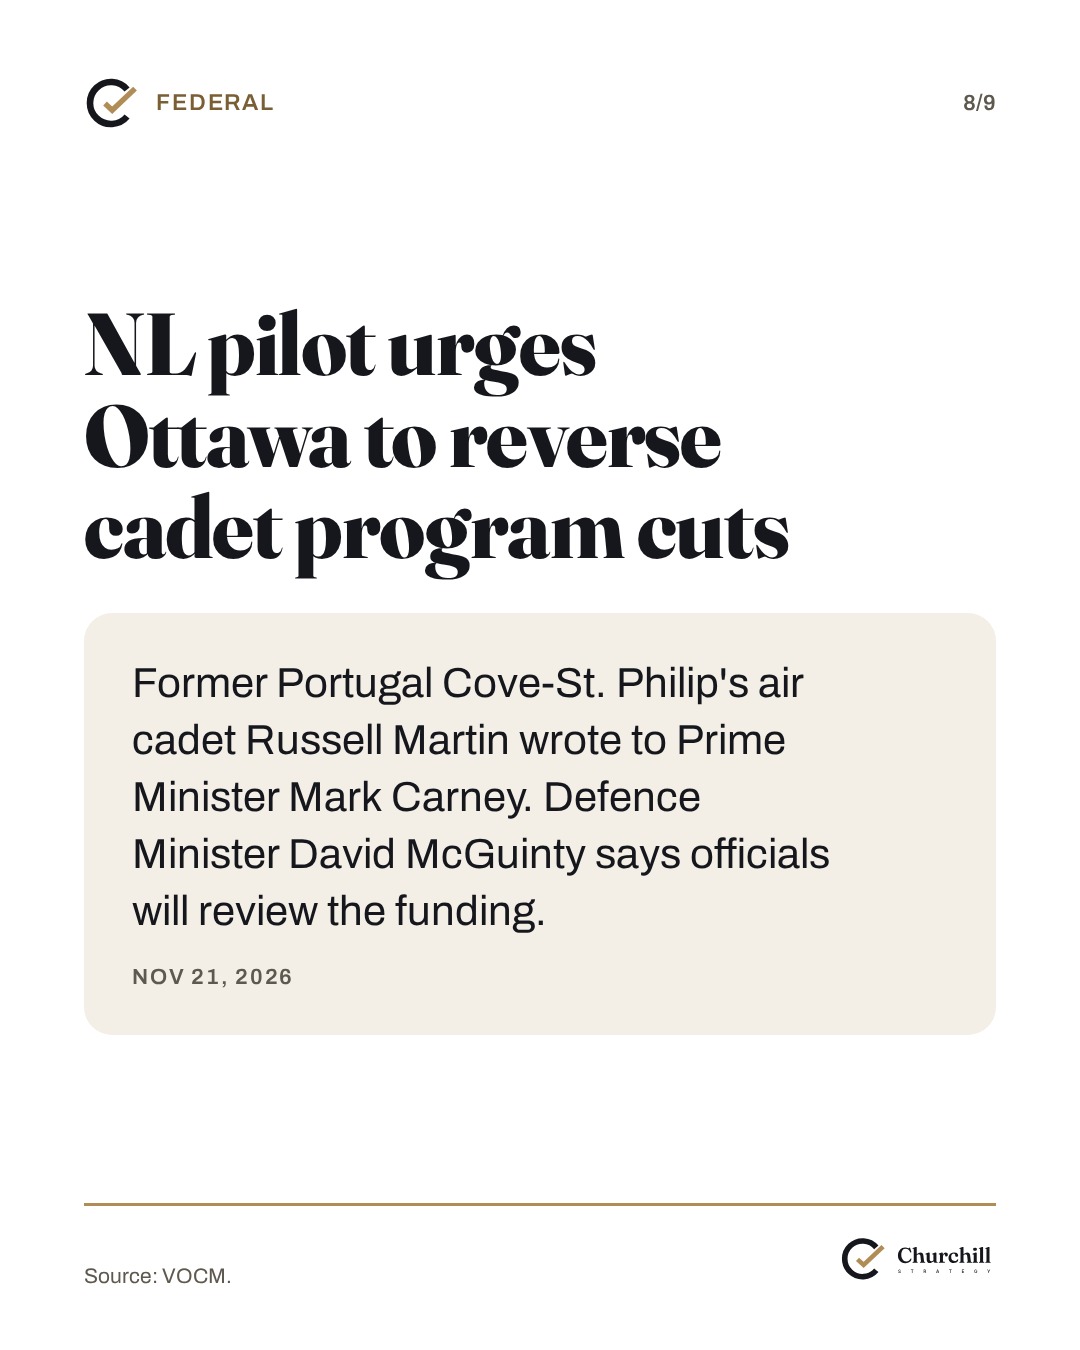 FEDERAL
8/9
NL pilot urges
Ottawa to reverse
cadet program cuts
Former Portugal Cove-St. Philip's air
cadet Russell Martin wrote to Prime
Minister Mark Carney. Defence
Minister David McGuinty says officials
will review the funding.
NOV 21, 2026
Source: VOCM.
Churchill
STRATEGY